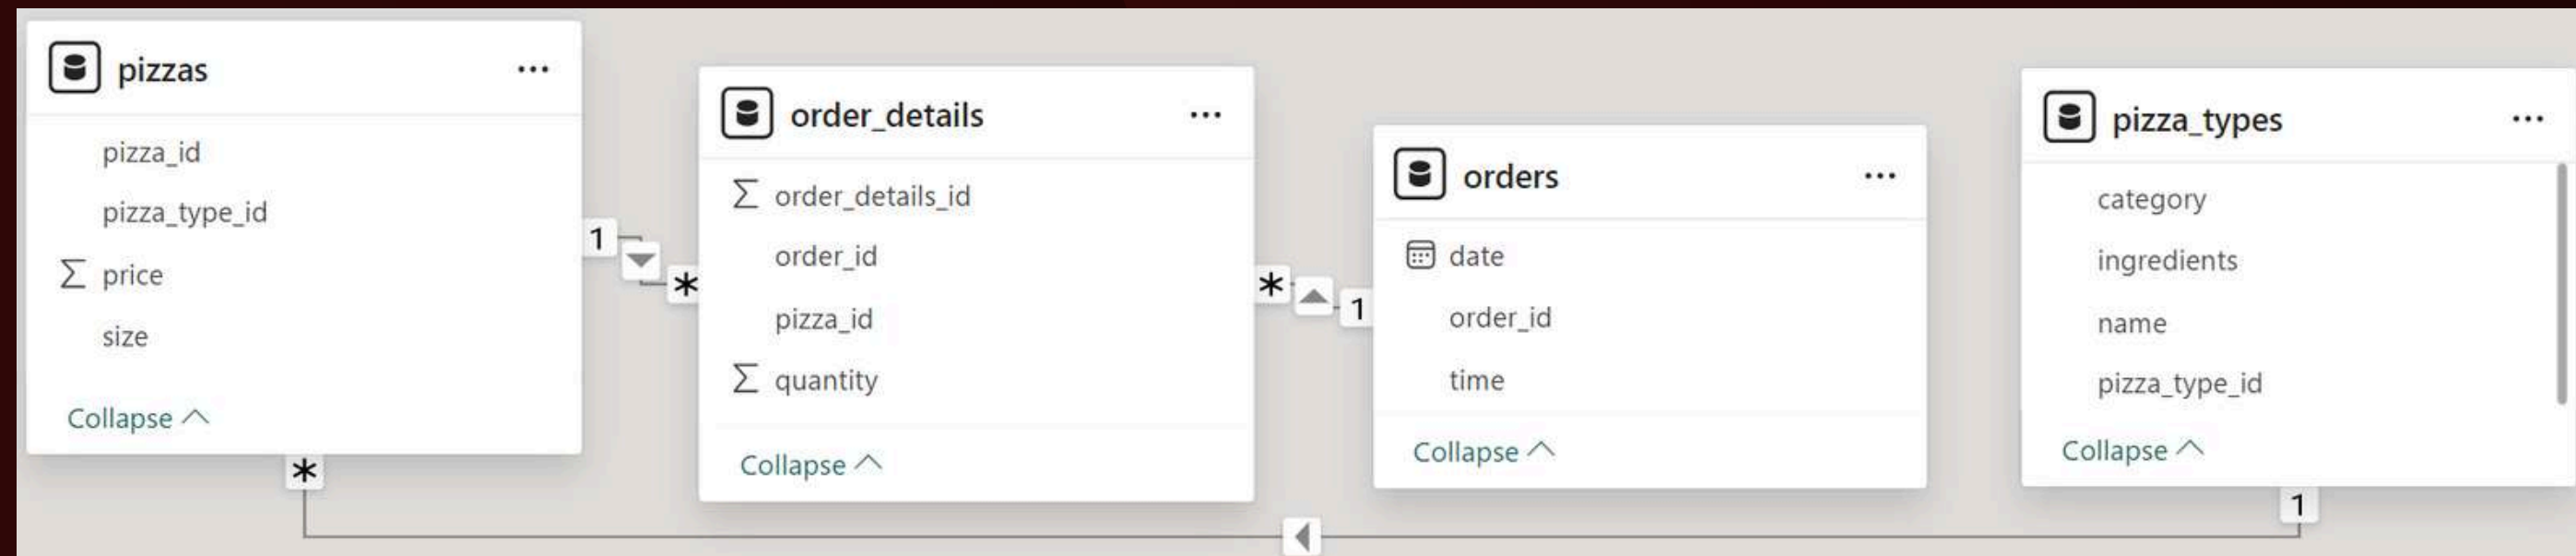 pizzas
pizza_id
pizza_type_id
Σ price
size
Collapse
1
*
*
order_details
Σ order_details_id
order_id
pizza_id
Σ quantity
Collapse
*
1
orders
date
order_id
time
Collapse
pizza_types
category
ingredients
name
pizza_type_id
Collapse
1